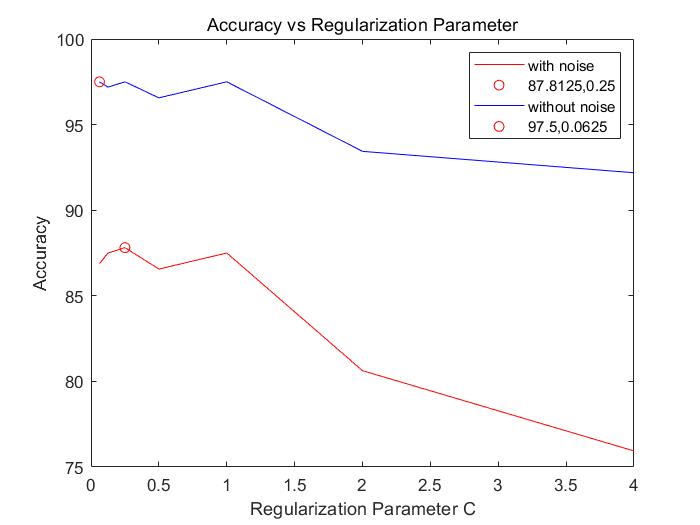 Accuracy vs Regularization Parameter
100
95
90
85
80
75
Accuracy
with noise
87.8125,0.25
without noise
97.5,0.0625
0 0.5 1 1.5 2 2.5 3 3.5 4
Regularization Parameter C